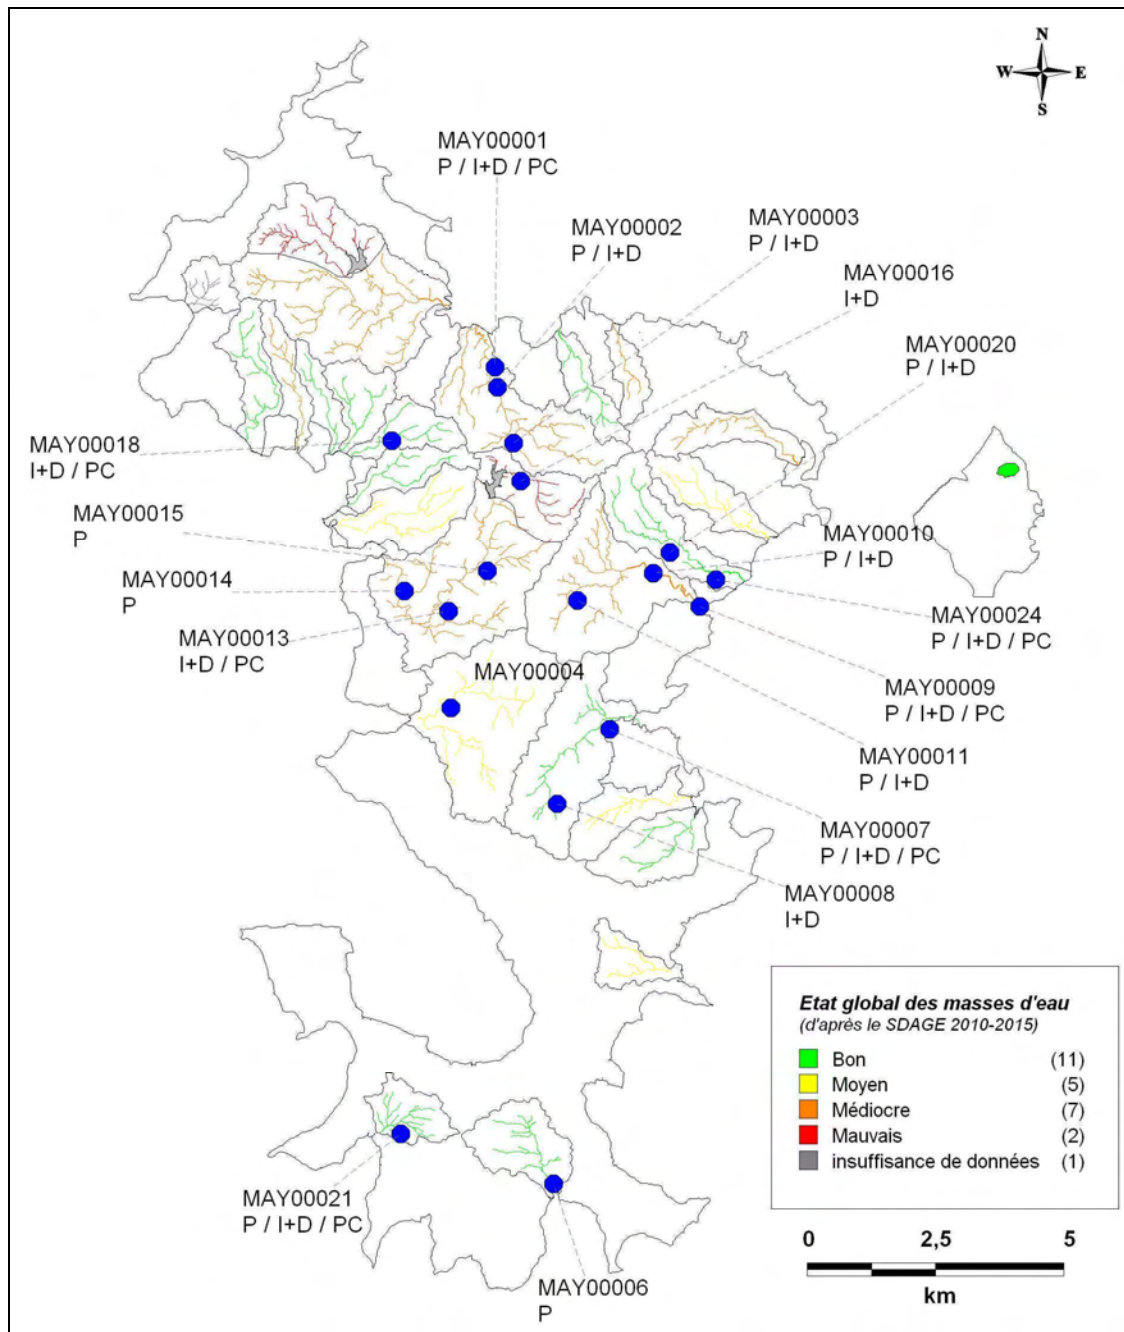 N
W E
S
MAY00001
P / I+D / PC
MAY00002
P / I+D
MAY00003
P / I+D
MAY00016
I+D
MAY00020
P / I+D
MAY00018
I+D / PC
MAY00015
P
MAY00014
P
MAY00013
I+D / PC
MAY00010
P / I+D
MAY00024
P / I+D / PC
MAY00004
MAY00009
P / I+D / PC
MAY00011
P / I+D
MAY00007
P / I+D / PC
MAY00008
I+D
MAY00021
P / I+D / PC
MAY00006
P
Etat global des masses d'eau
(d'après le SDAGE 2010-2015)
Bon (11)
Moyen (5)
Médiocre (7)
Mauvais (2)
insuffisance de données (1)
0 2,5 5
km